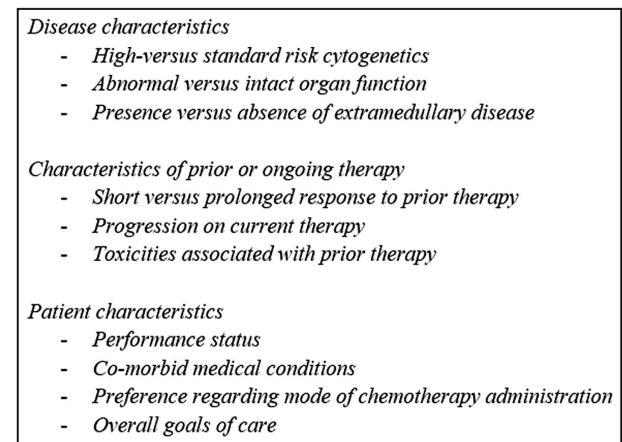 Disease characteristics
- High-versus standard risk cytogenetics
- Abnormal versus intact organ function
- Presence versus absence of extramedullary disease
Characteristics of prior or ongoing therapy
- Short versus prolonged response to prior therapy
- Progression on current therapy
- Toxicities associated with prior therapy
Patient characteristics
- Performance status
- Co-morbid medical conditions
- Preference regarding mode of chemotherapy administration
- Overall goals of care